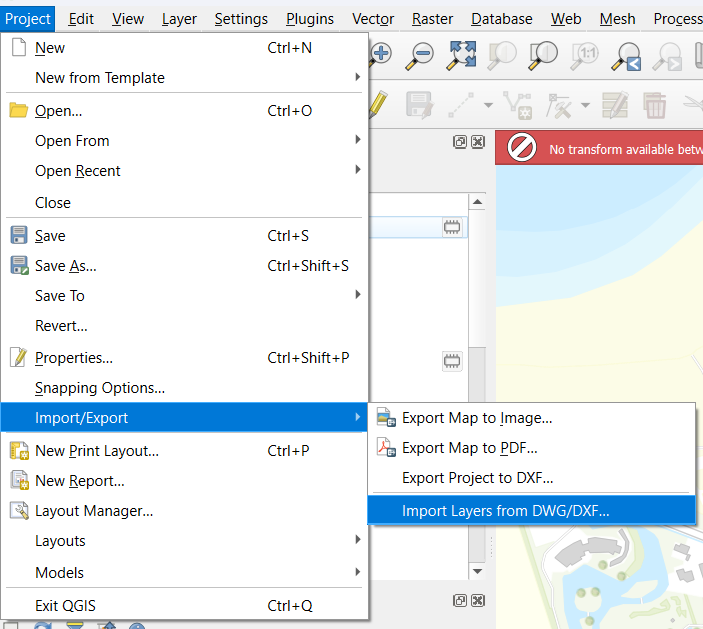 Project Edit View Layer Settings Plugins Vector Raster Database Web Mesh Proces
New Ctrl+N
New from Template
Open... Ctrl+O
Open From
Open Recent
Close
Save Ctrl+S
Save As... Ctrl+Shift+S
Save To
Revert...
Properties... Ctrl+Shift+P
Snapping Options...
Import/Export
New Print Layout... Ctrl+P
New Report...
Layout Manager...
Layouts
Models
Exit QGIS Ctrl+Q
1:1
No transform available betw
Export Map to Image...
Export Map to PDF...
Export Project to DXF...
Import Layers from DWG/DXF...